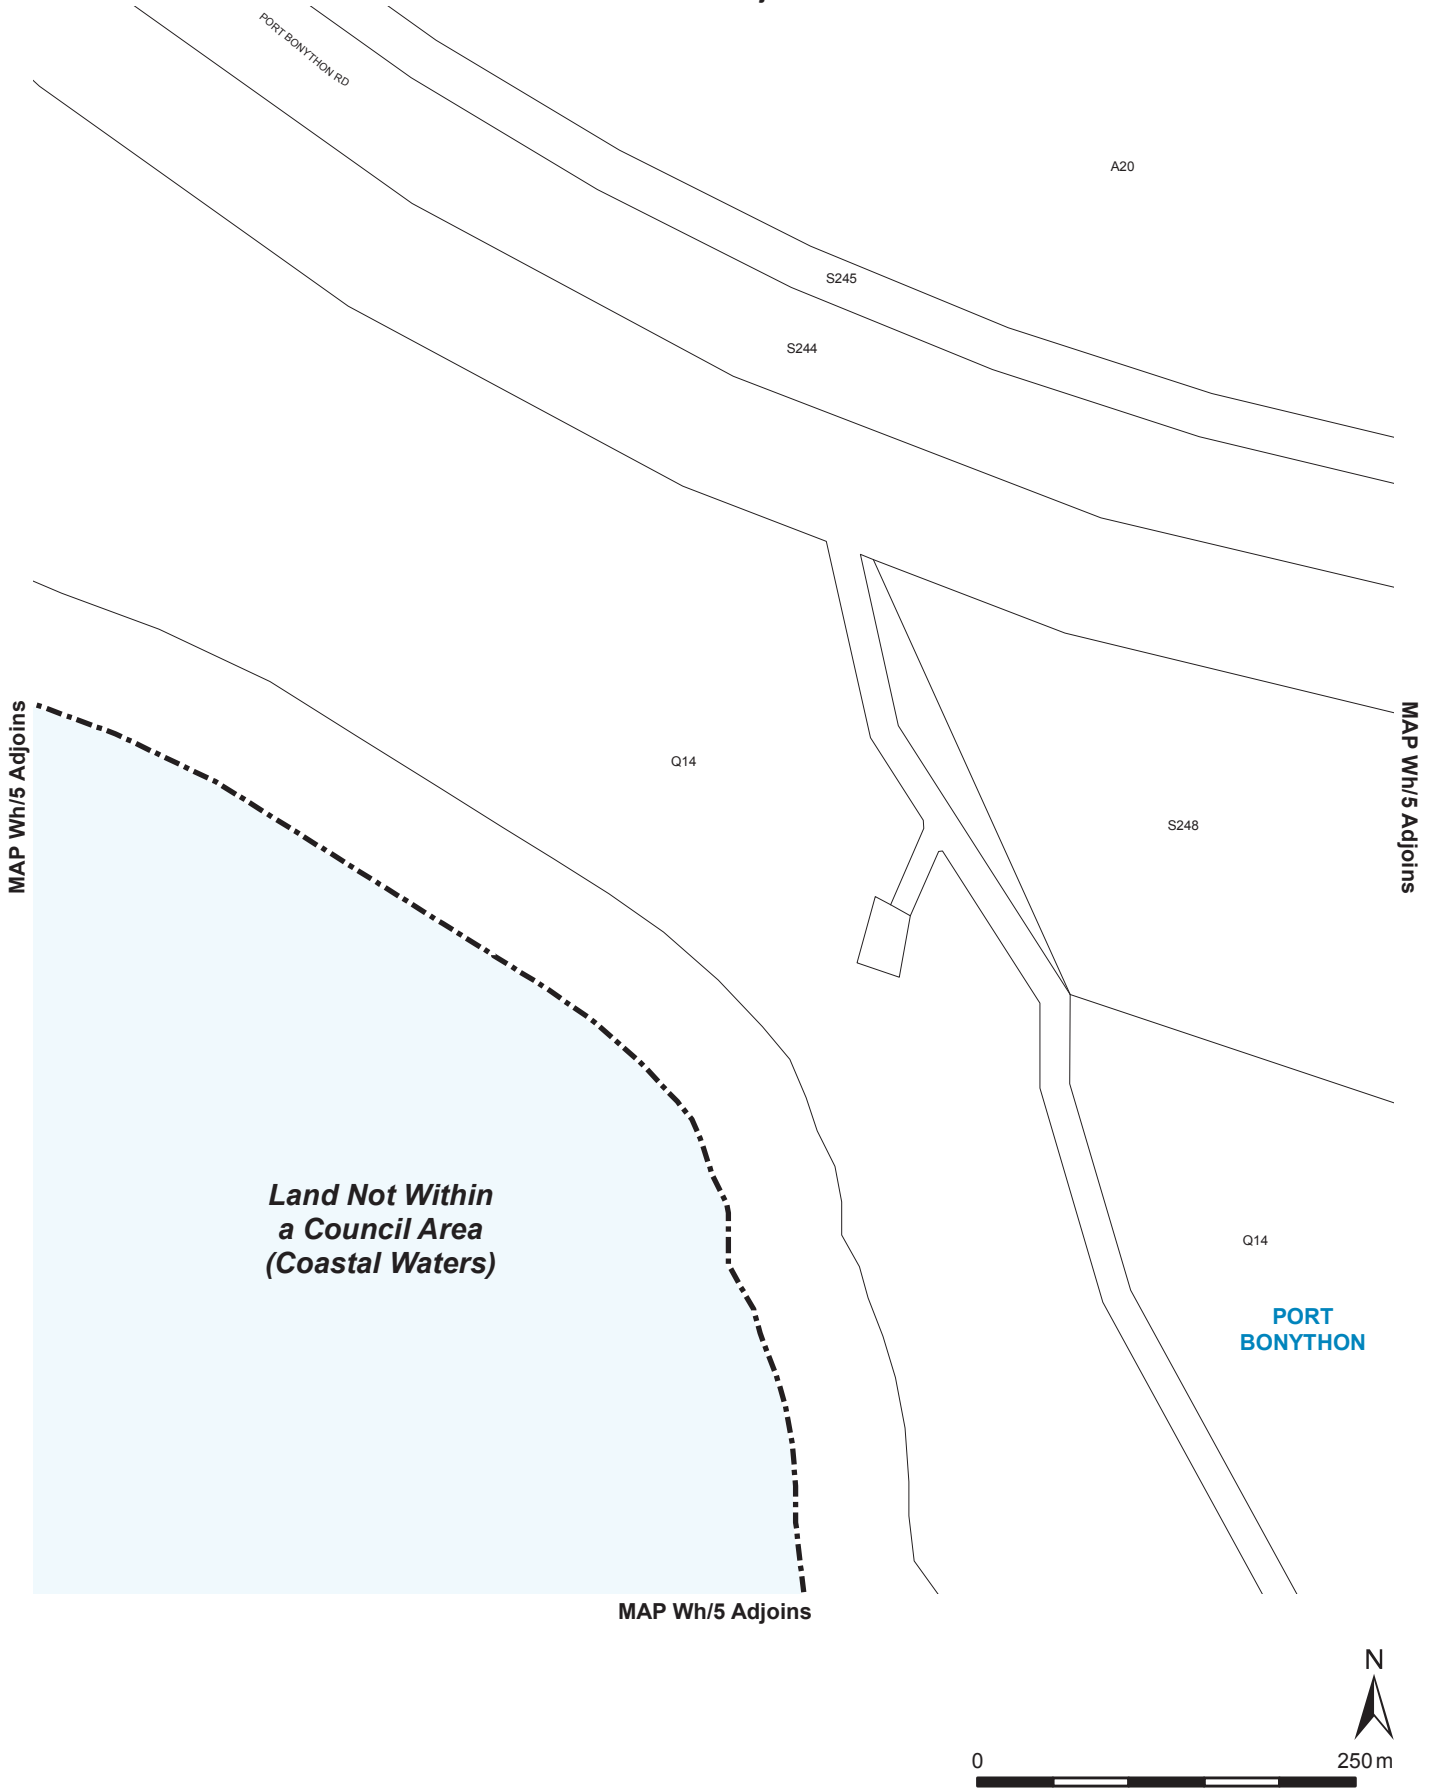 PORT BONYTHON RD
A20
S245
S244
MAP Wh/5 Adjoins
MAP Wh/5 Adjoins
Q14
S248
Land Not Within
a Council Area
(Coastal Waters)
Q14
PORT
BONYTHON
MAP Wh/5 Adjoins
N
0 250 m